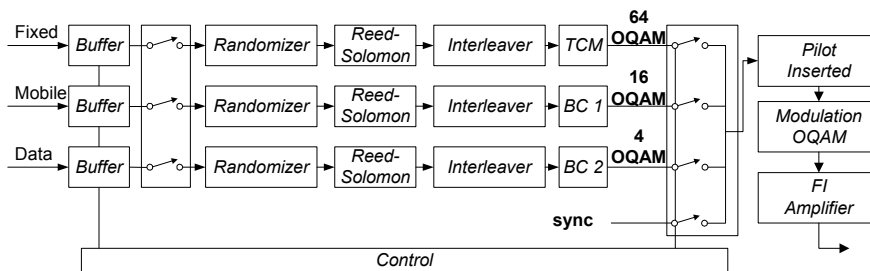 64
OQAM
Fixed
Buffer
Randomizer
Reed-
Solomon
Interleaver
TCM
Pilot
Inserted
16
OQAM
Mobile
Buffer
Randomizer
Reed-
Solomon
Interleaver
BC 1
Modulation
OQAM
4
OQAM
Data
Buffer
Randomizer
Reed-
Solomon
Interleaver
BC 2
FI
Amplifier
sync
Control